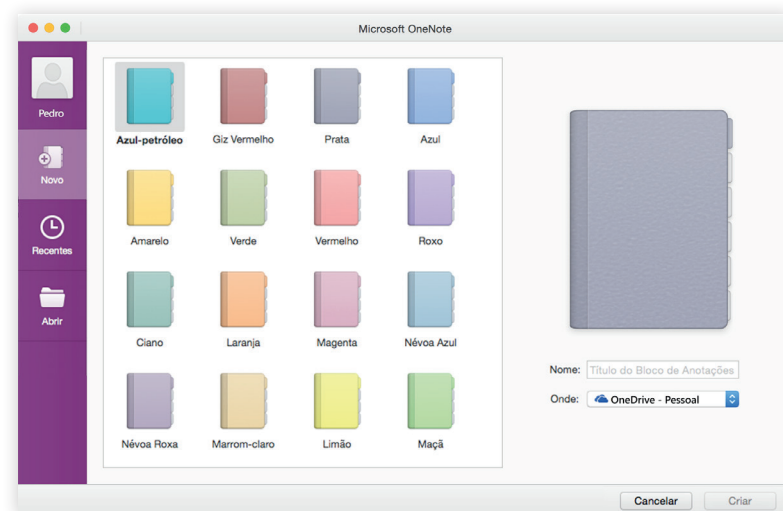 Microsoft OneNote
Pedro
Novo
Recentes
Abrir
Azul-petróleo
Giz Vermelho
Prata
Azul
Amarelo
Verde
Vermelho
Roxo
Ciano
Laranja
Magenta
Névoa Azul
Névoa Roxa
Marrom-claro
Limão
Maçã
Nome: Título do Bloco de Anotações
Onde: OneDrive - Pessoal
Cancelar
Criar